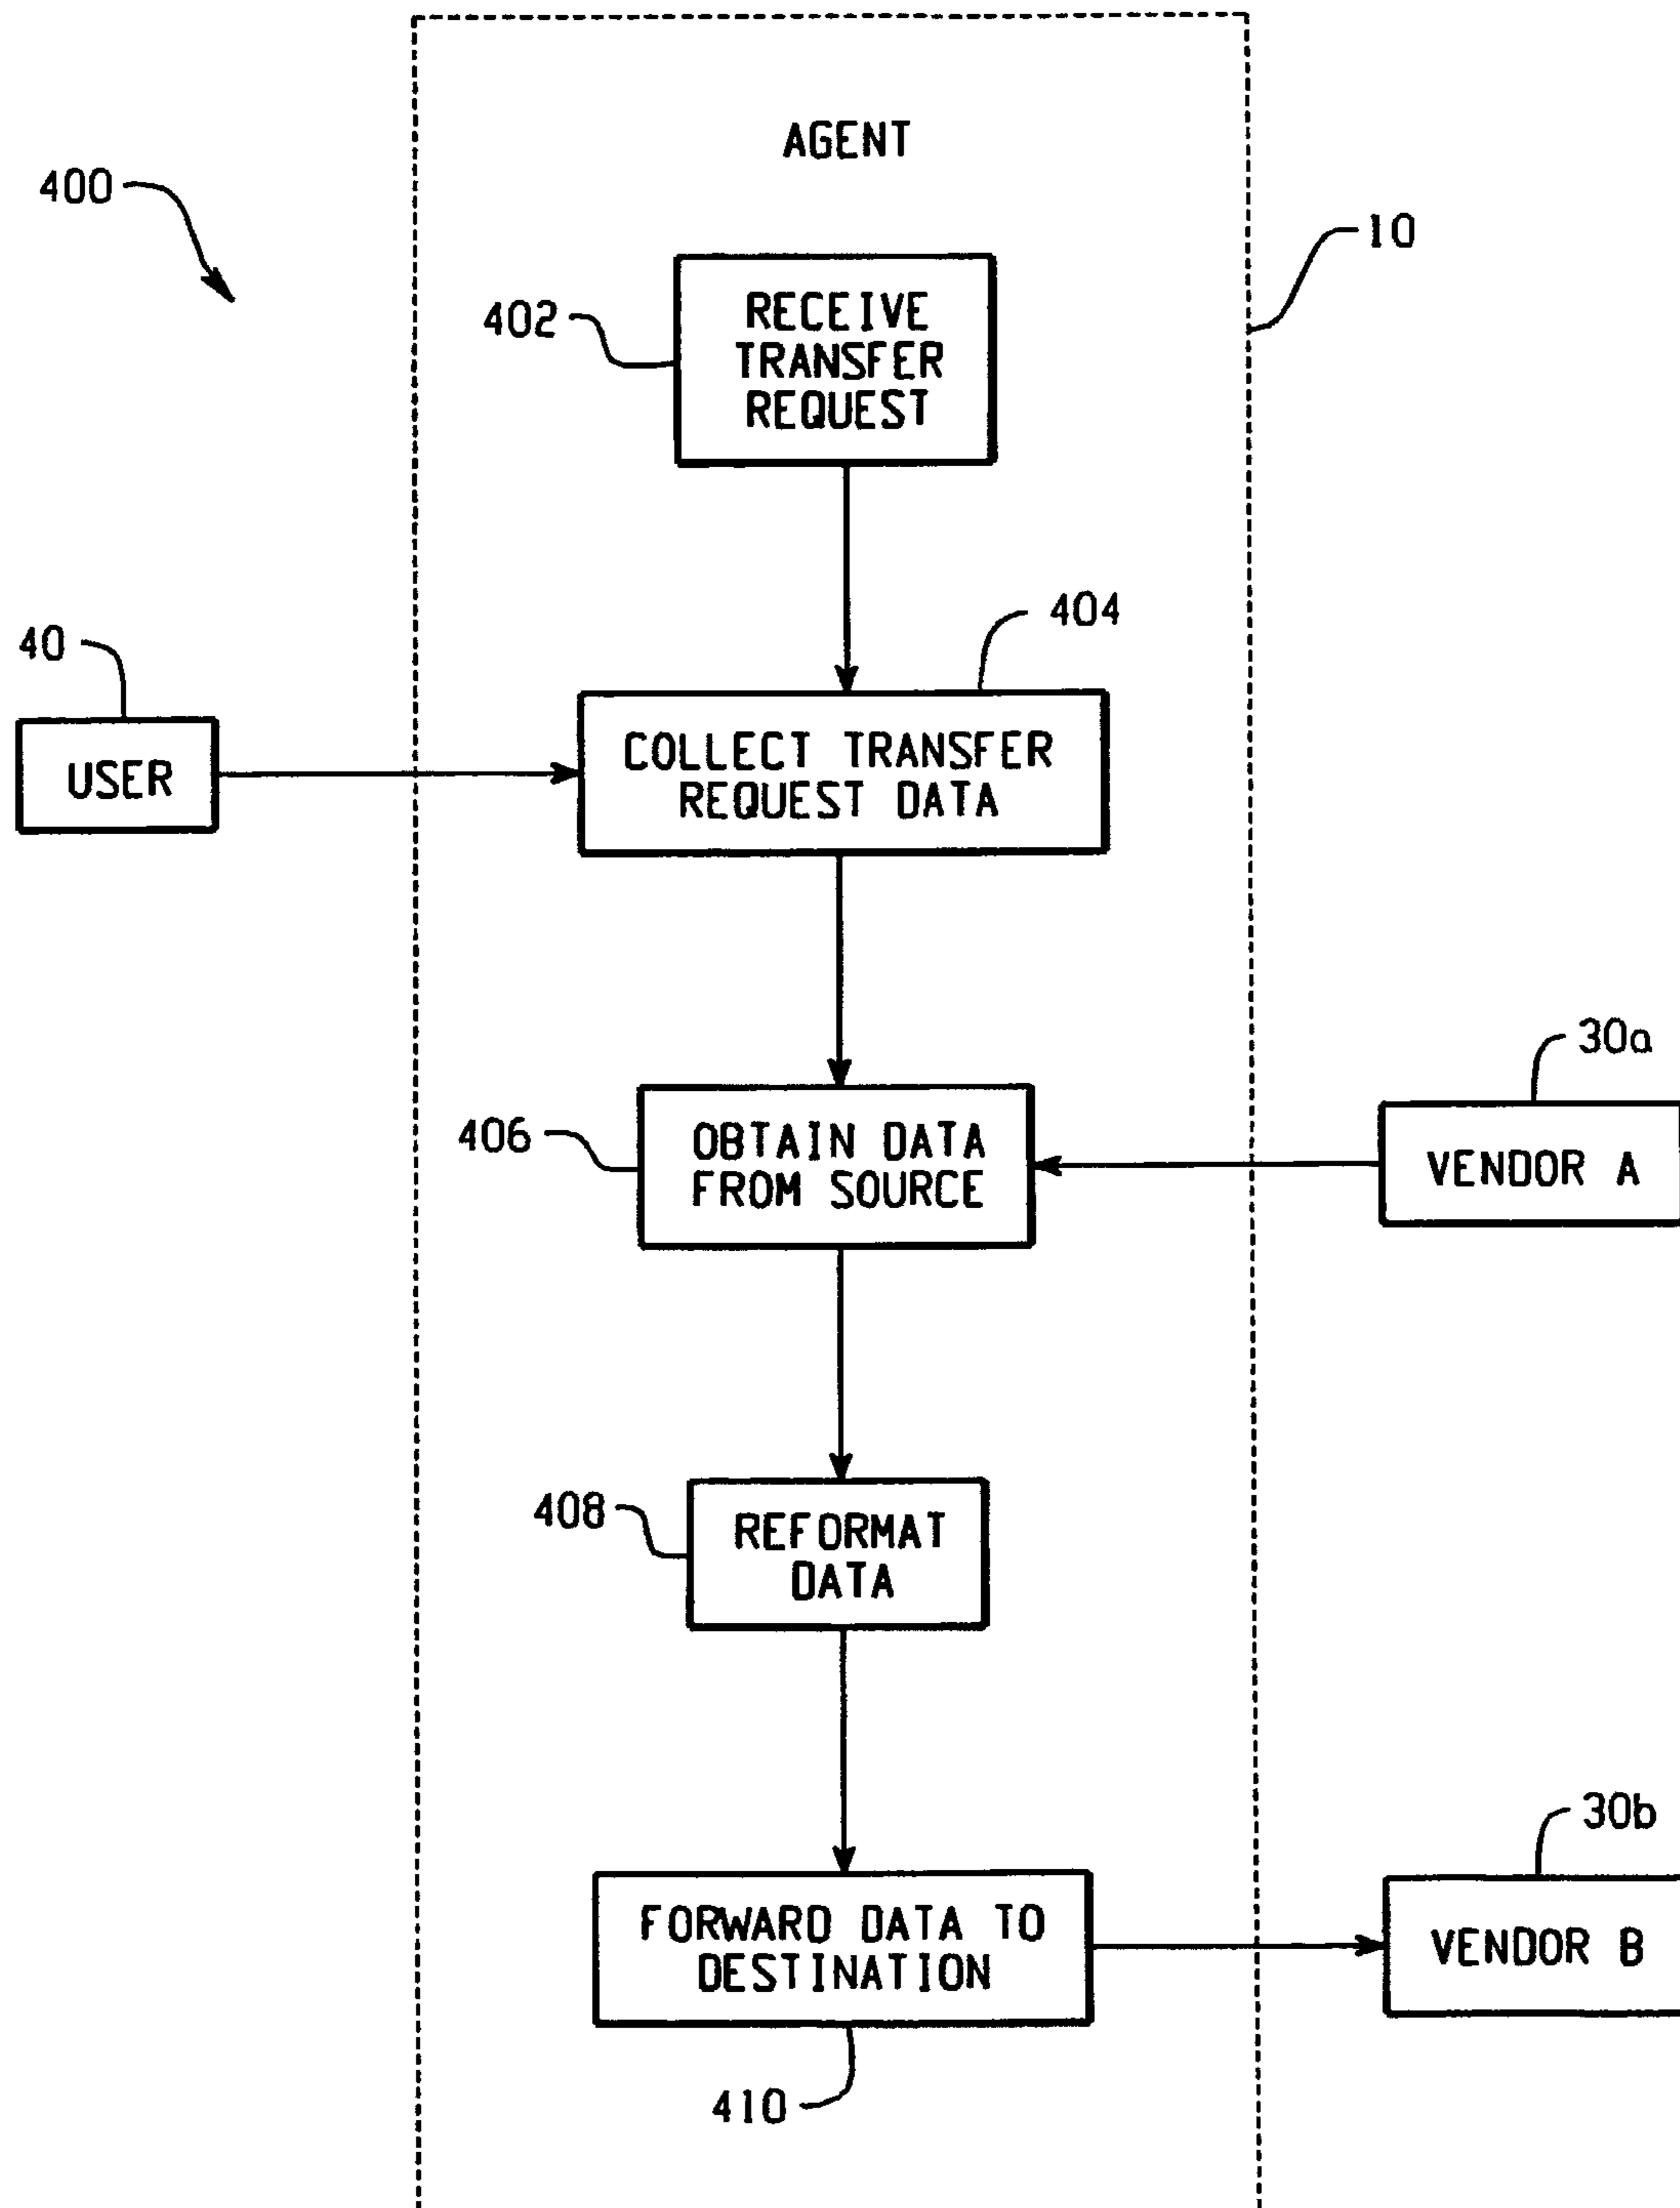 AGENT
400
10
402
RECEIVE
TRANSFER
REQUEST
404
40
USER
COLLECT TRANSFER
REQUEST DATA
30a
406
OBTAIN DATA
FROM SOURCE
VENDOR A
408
REFORMAT
DATA
30b
FORWARD DATA TO
DESTINATION
VENDOR B
410